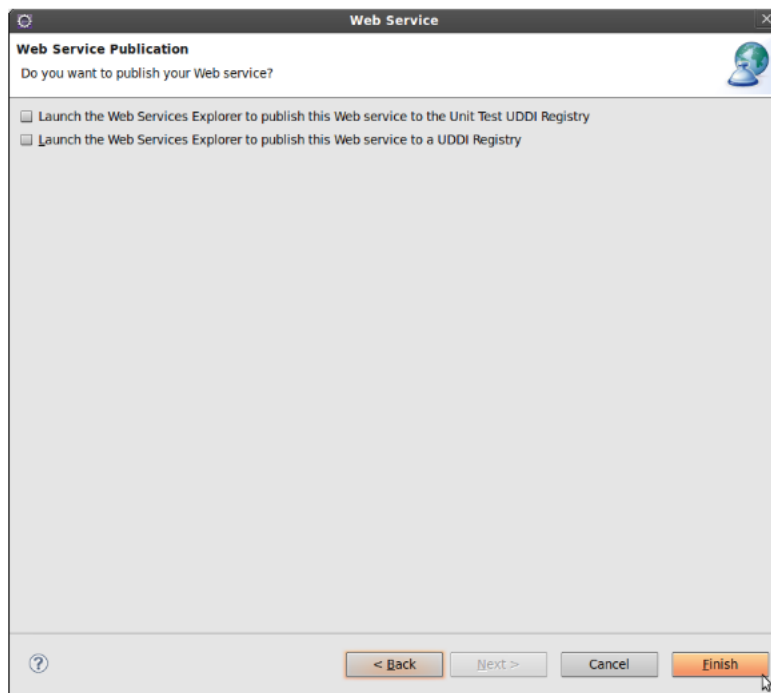 Web Service
Web Service Publication
Do you want to publish your Web service?
Launch the Web Services Explorer to publish this Web service to the Unit Test UDDI Registry
Launch the Web Services Explorer to publish this Web service to a UDDI Registry
? < Back Next > Cancel Finish